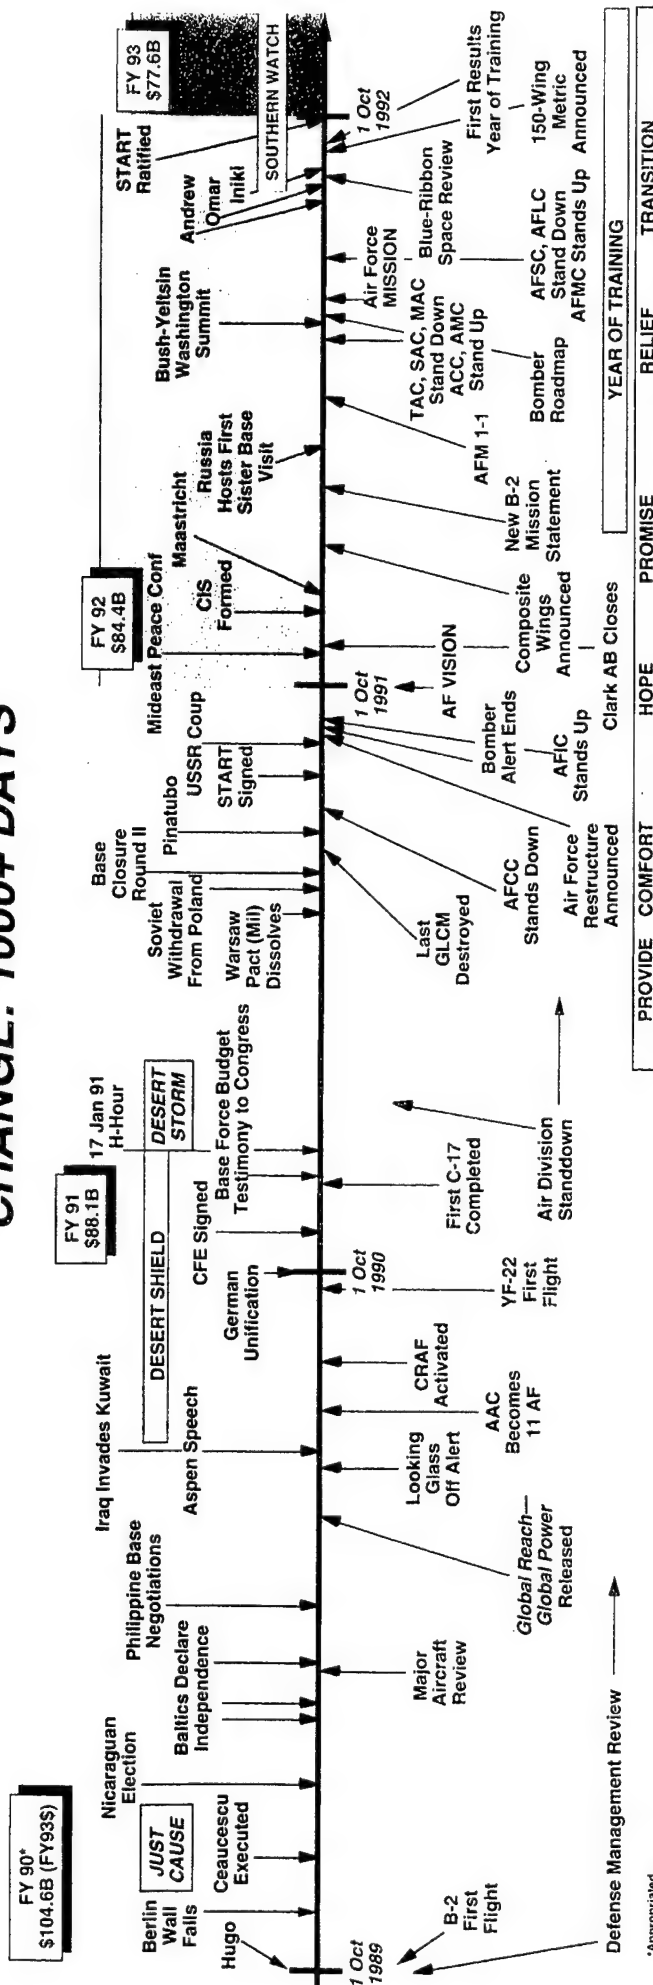 CHANGE: 1000+ DAYS
FY 90*
$104.6B (FY93$)
FY 91
$88.1B
FY 92
$84.4B
FY 93
$77.6B
Hugo
Berlin
Wall
Falls
JUST
CAUSE
Ceaucescu
Executed
Nicaraguan
Election
Baltics Declare
Independence
Philippine Base
Negotiations
Iraq Invades Kuwait
Aspen Speech
DESERT SHIELD
German
Unification
CFE Signed
17 Jan 91
H-Hour
DESERT
STORM
Base Force Budget
Testimony to Congress
Warsaw
Pact (Mil)
Dissolves
Soviet
Withdrawal
From Poland
Base
Closure
Round II
Pinatubo
START
Signed
USSR Coup
Mideast Peace Conf
CIS
Formed
Maastricht
Russia
Hosts First
Sister Base
Visit
Bush-Yeltsin
Washington
Summit
Andrew
Omar
Iniki
START
Ratified
SOUTHERN WATCH
1 Oct
1989
1 Oct
1990
1 Oct
1991
1 Oct
1992
B-2
First
Flight
Defense Management Review
Major
Aircraft
Review
Global Reach—
Global Power
Released
Looking
Glass
Off Alert
AAC
Becomes
11 AF
CRAF
Activated
YF-22
First
Flight
First C-17
Completed
Air Division
Standdown
Last
GLCM
Destroyed
AFCC
Stands Down
Air Force
Restructure
Announced
Bomber
Alert Ends
AFIC
Stands Up
AF VISION
Clark AB Closes
Composite
Wings
Announced
New B-2
Mission
Statement
AFM 1-1
TAC, SAC, MAC
Stand Down
ACC, AMC
Stand Up
Bomber
Roadmap
Air Force
MISSION
AFSC, AFLC
Stand Down
AFMC Stands Up
Blue-Ribbon
Space Review
First Results
Year of Training
150-Wing
Metric
Announced
YEAR OF TRAINING
PROVIDE COMFORT HOPE PROMISE RELIEF TRANSITION
*Appropriated